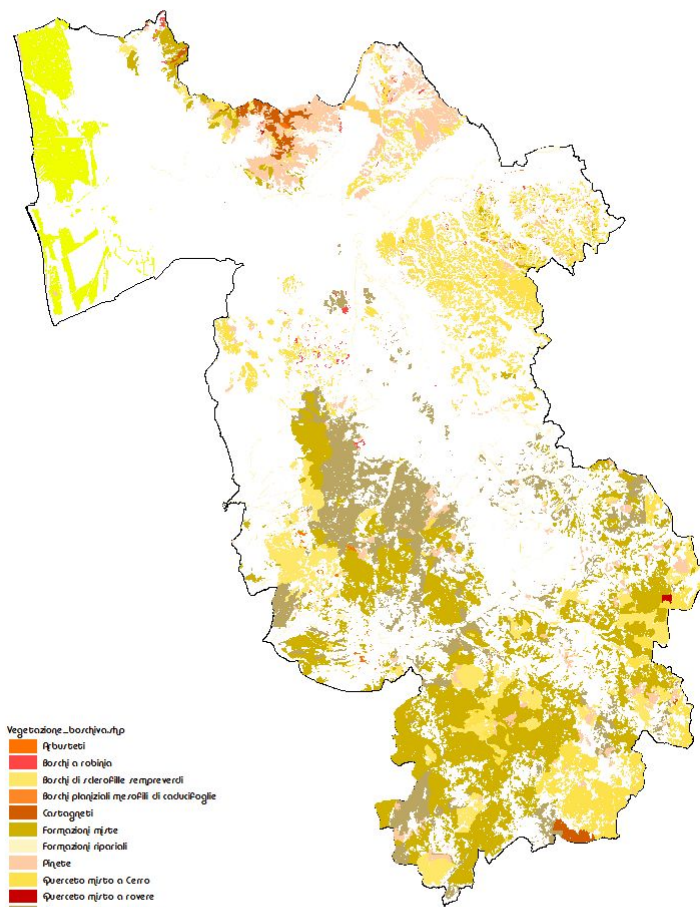 Vegetazione_boschiva.shp
Arbusteti
Boschi a robinia
Boschi di sclerofille sempreverdi
Boschi planiziali mesofili di caducifoglie
Castagneti
Formazioni miste
Formazioni ripariali
Pinete
Querceto misto a Cerro
Querceto misto a rovere